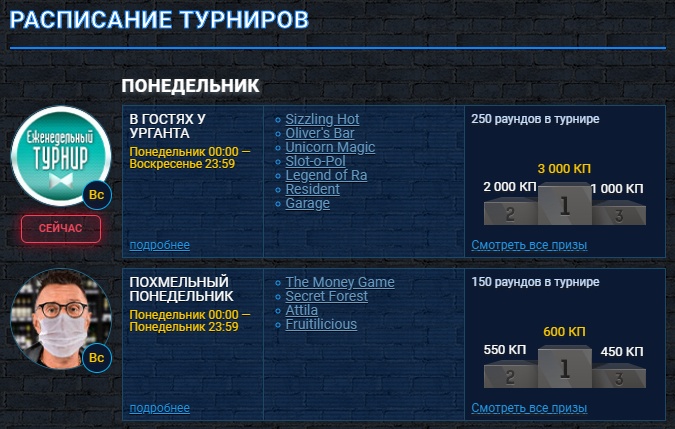 РАСПИСАНИЕ ТУРНИРОВ
ПОНЕДЕЛЬНИК
Еженедельный
ТУРНИР
Вс
СЕЙЧАС
В ГОСТЯХ У
УРГАНТА
Понедельник 00:00 —
Воскресенье 23:59
подробнее
Sizzling Hot
Oliver's Bar
Unicorn Magic
Slot-o-Pol
Legend of Ra
Resident
Garage
250 раундов в турнире
3 000 КП
2 000 КП
1 000 КП
2
1
3
Смотреть все призы
Вс
ПОХМЕЛЬНЫЙ
ПОНЕДЕЛЬНИК
Понедельник 00:00 —
Понедельник 23:59
подробнее
The Money Game
Secret Forest
Attila
Fruitilicious
150 раундов в турнире
600 КП
550 КП
450 КП
2
1
3
Смотреть все призы